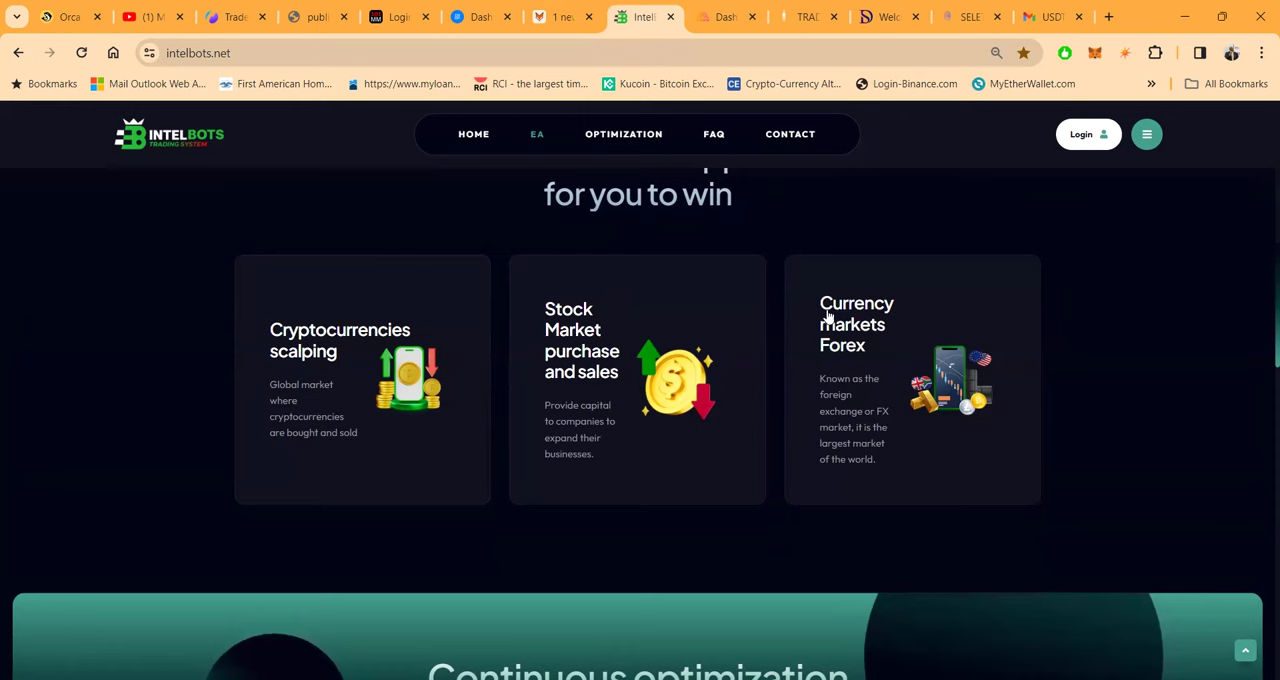 Orca
(1) M
Trade
publi
Login
Dash
1 ne
Intel
Dash
TRAD
Welc
SELE
USDT
intelbots.net
Bookmarks
Mail Outlook Web A...
First American Hom...
https://www.myloan...
RCI - the largest tim...
Kucoin - Bitcoin Exc...
Crypto-Currency Alt...
Login-Binance.com
MyEtherWallet.com
All Bookmarks
INTELBOTS
TRADING SYSTEM
HOME
EA
OPTIMIZATION
FAQ
CONTACT
Login
for you to win
Cryptocurrencies
scalping
Global market
where
cryptocurrencies
are bought and sold
Stock
Market
purchase
and sales
Provide capital
to companies to
expand their
businesses.
Currency
markets
Forex
Known as the
foreign
exchange or FX
market, it is the
largest market
of the world.
Continuous optimization